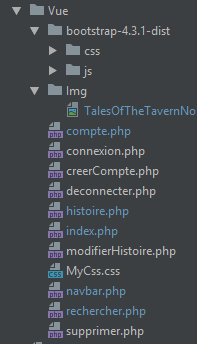 Vue
bootstrap-4.3.1-dist
css
js
Img
TalesOfTheTavernNo
compte.php
connexion.php
creerCompte.php
deconnecter.php
histoire.php
index.php
modifierHistoire.php
MyCss.css
navbar.php
rechercher.php
supprimer.php